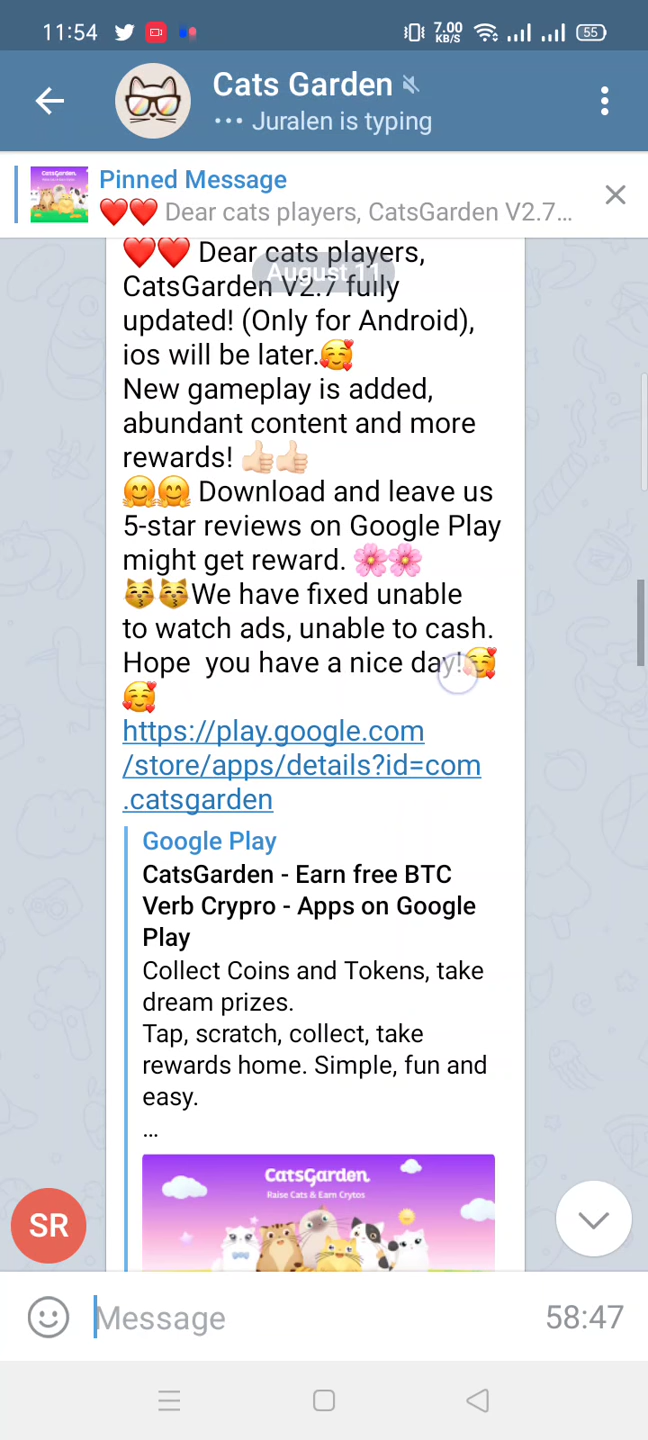 11:54
7.00
KB/S
55
Cats Garden
Juralen is typing
Pinned Message
❤️❤️ Dear cats players, CatsGarden V2.7...
CatsGarden
August 11
❤️❤️ Dear cats players,
CatsGarden V2.7 fully
updated! (Only for Android),
ios will be later.🥰
New gameplay is added,
abundant content and more
rewards! 👍🏻👍🏻
🤗🤗 Download and leave us
5-star reviews on Google Play
might get reward. 🌸🌸
😽😽We have fixed unable
to watch ads, unable to cash.
Hope  you have a nice day!🥰
🥰
https://play.google.com
/store/apps/details?id=com
.catsgarden
Google Play
CatsGarden - Earn free BTC
Verb Crypro - Apps on Google
Play
Collect Coins and Tokens, take
dream prizes.
Tap, scratch, collect, take
rewards home. Simple, fun and
easy.
...
CatsGarden
Raise Cats & Earn Crytos
SR
Message
58:47